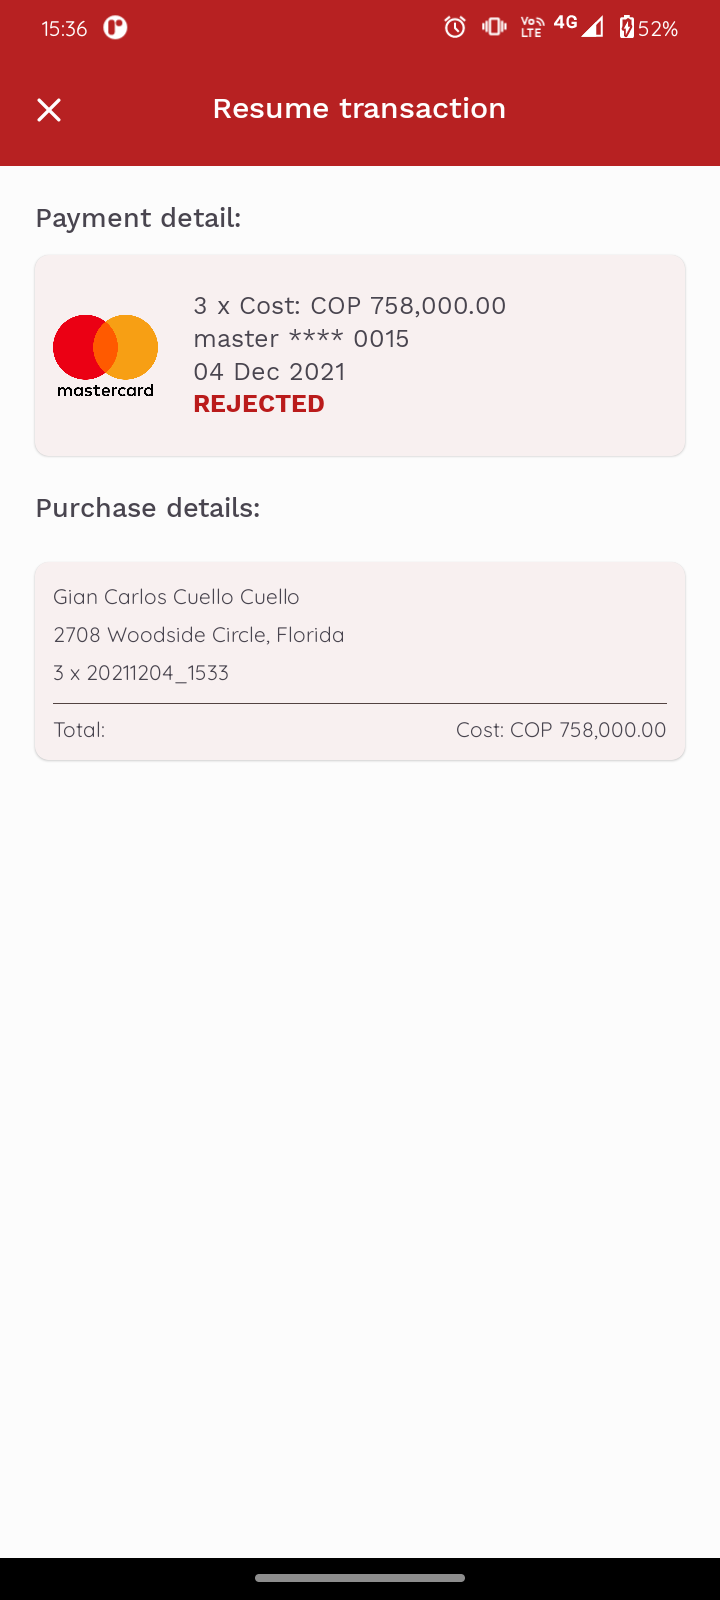 15:36
Vo
LTE
4G
52%
Resume transaction
Payment detail:
3 x Cost: COP 758,000.00
master **** 0015
04 Dec 2021
REJECTED
mastercard
Purchase details:
Gian Carlos Cuello Cuello
2708 Woodside Circle, Florida
3 x 20211204_1533
Total: Cost: COP 758,000.00